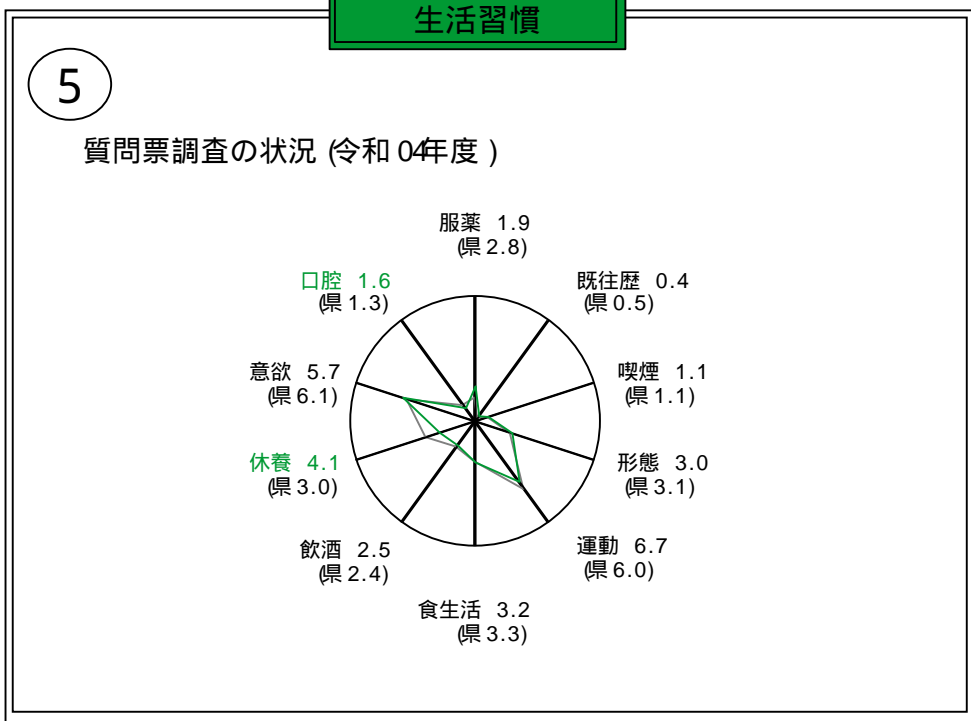 生活習慣
5
質問票調査の状況 (令和 04年度 )
服薬 1.9
(県 2.8)
口腔 1.6
(県 1.3)
既往歴 0.4
(県 0.5)
意欲 5.7
(県 6.1)
喫煙 1.1
(県 1.1)
休養 4.1
(県 3.0)
形態 3.0
(県 3.1)
飲酒 2.5
(県 2.4)
運動 6.7
(県 6.0)
食生活 3.2
(県 3.3)